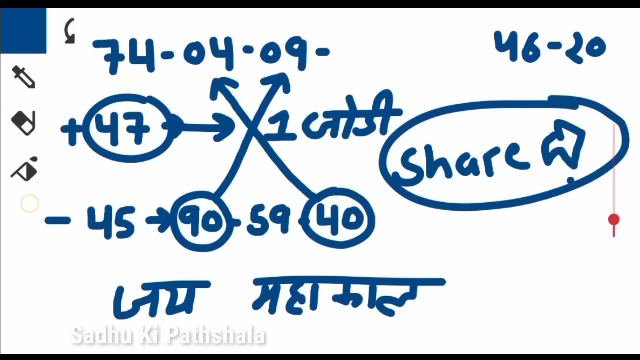 74-04-09- 46-20
+ 47 → 1 जोडी
Share
- 45 → 90-59-40
जय महाकाल
Sadhu Ki Pathshala